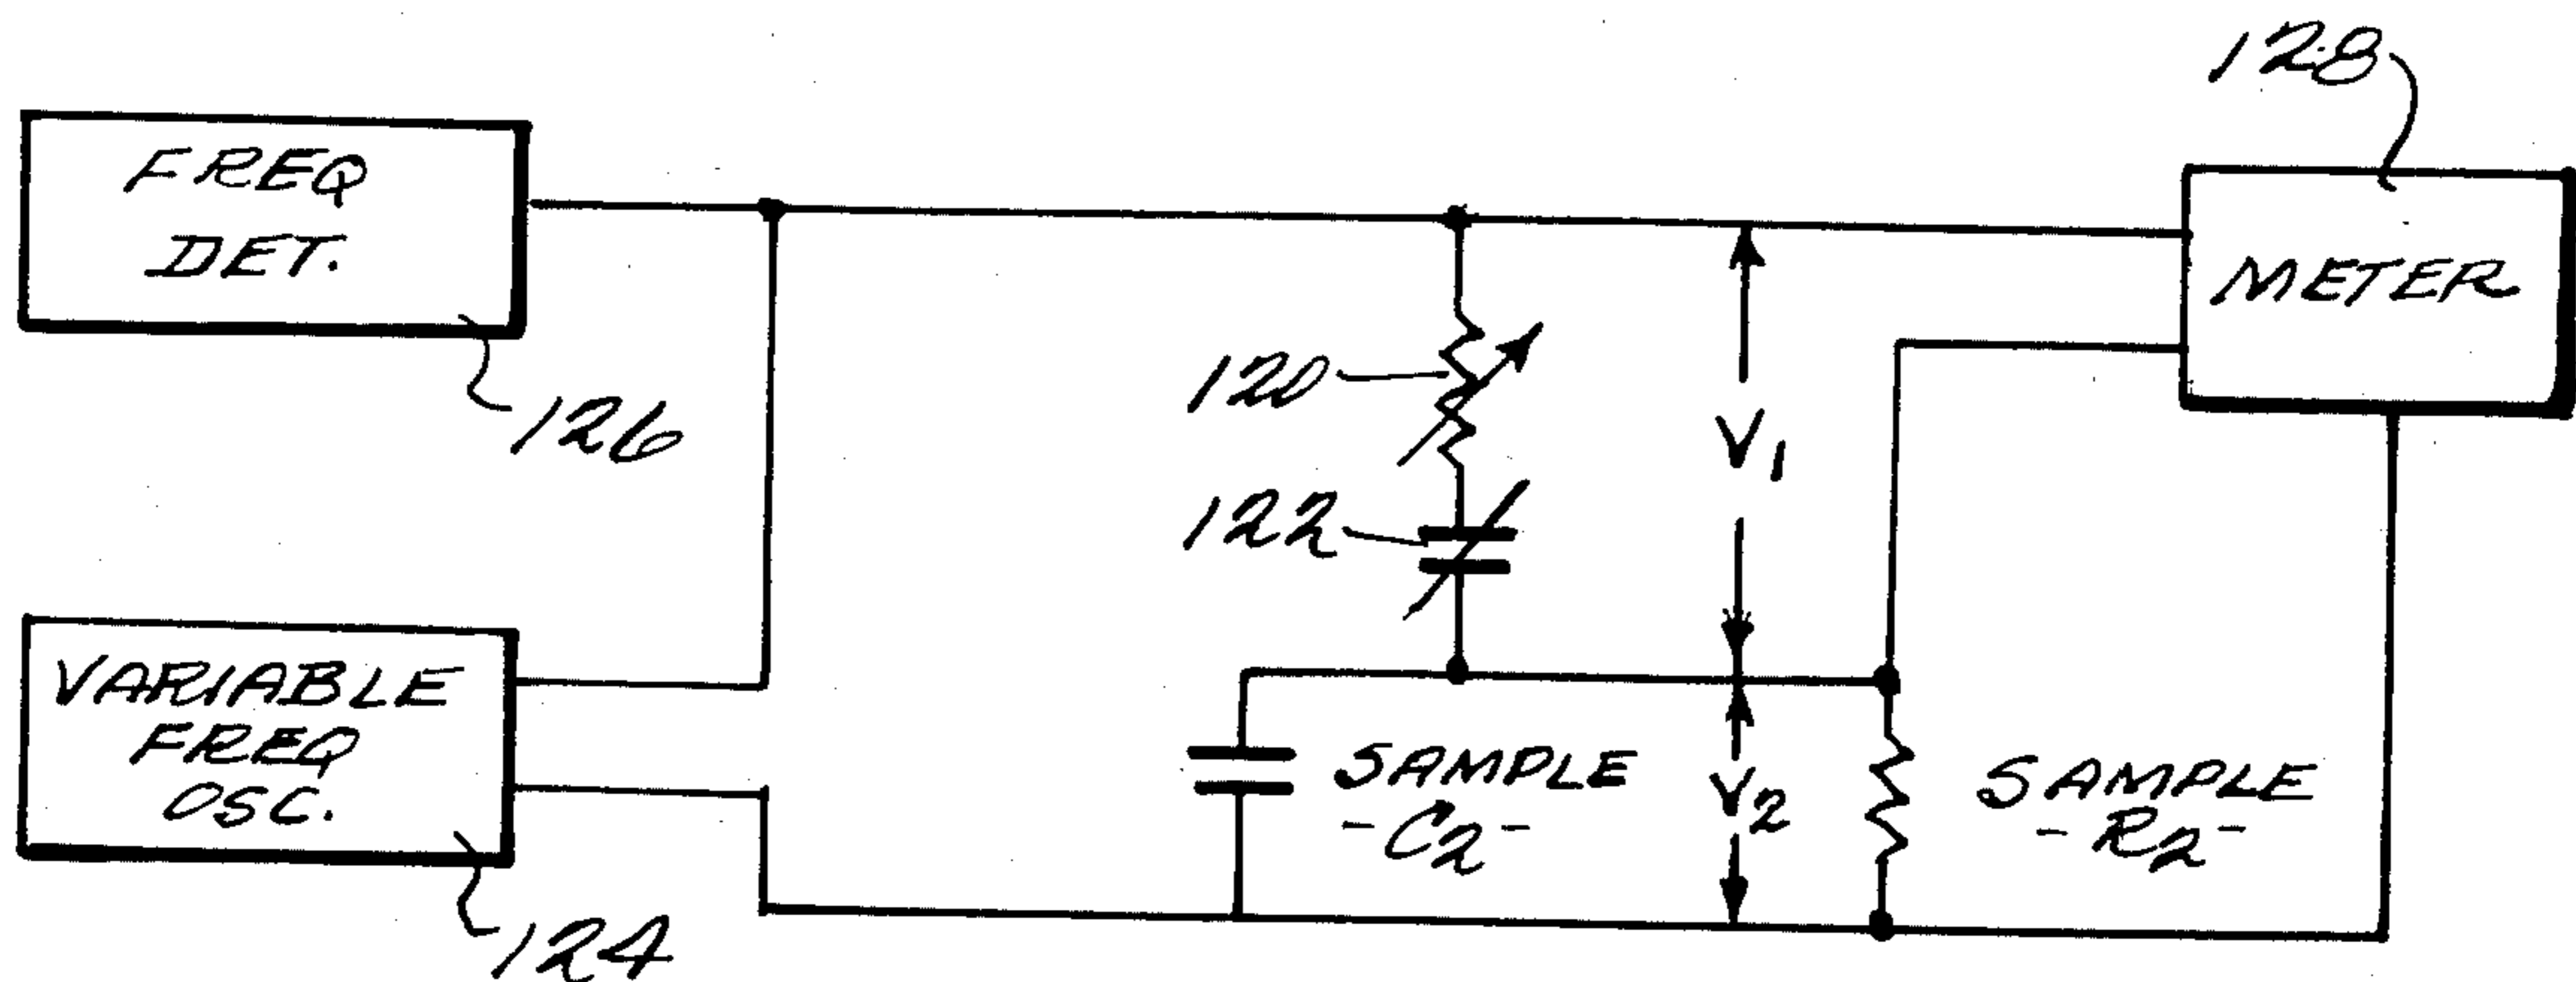 128
FREQ
DET.
126
METER
120
V1
122
VARIABLE
FREQ
OSC.
124
SAMPLE
- C2 -
V2
SAMPLE
- R2 -